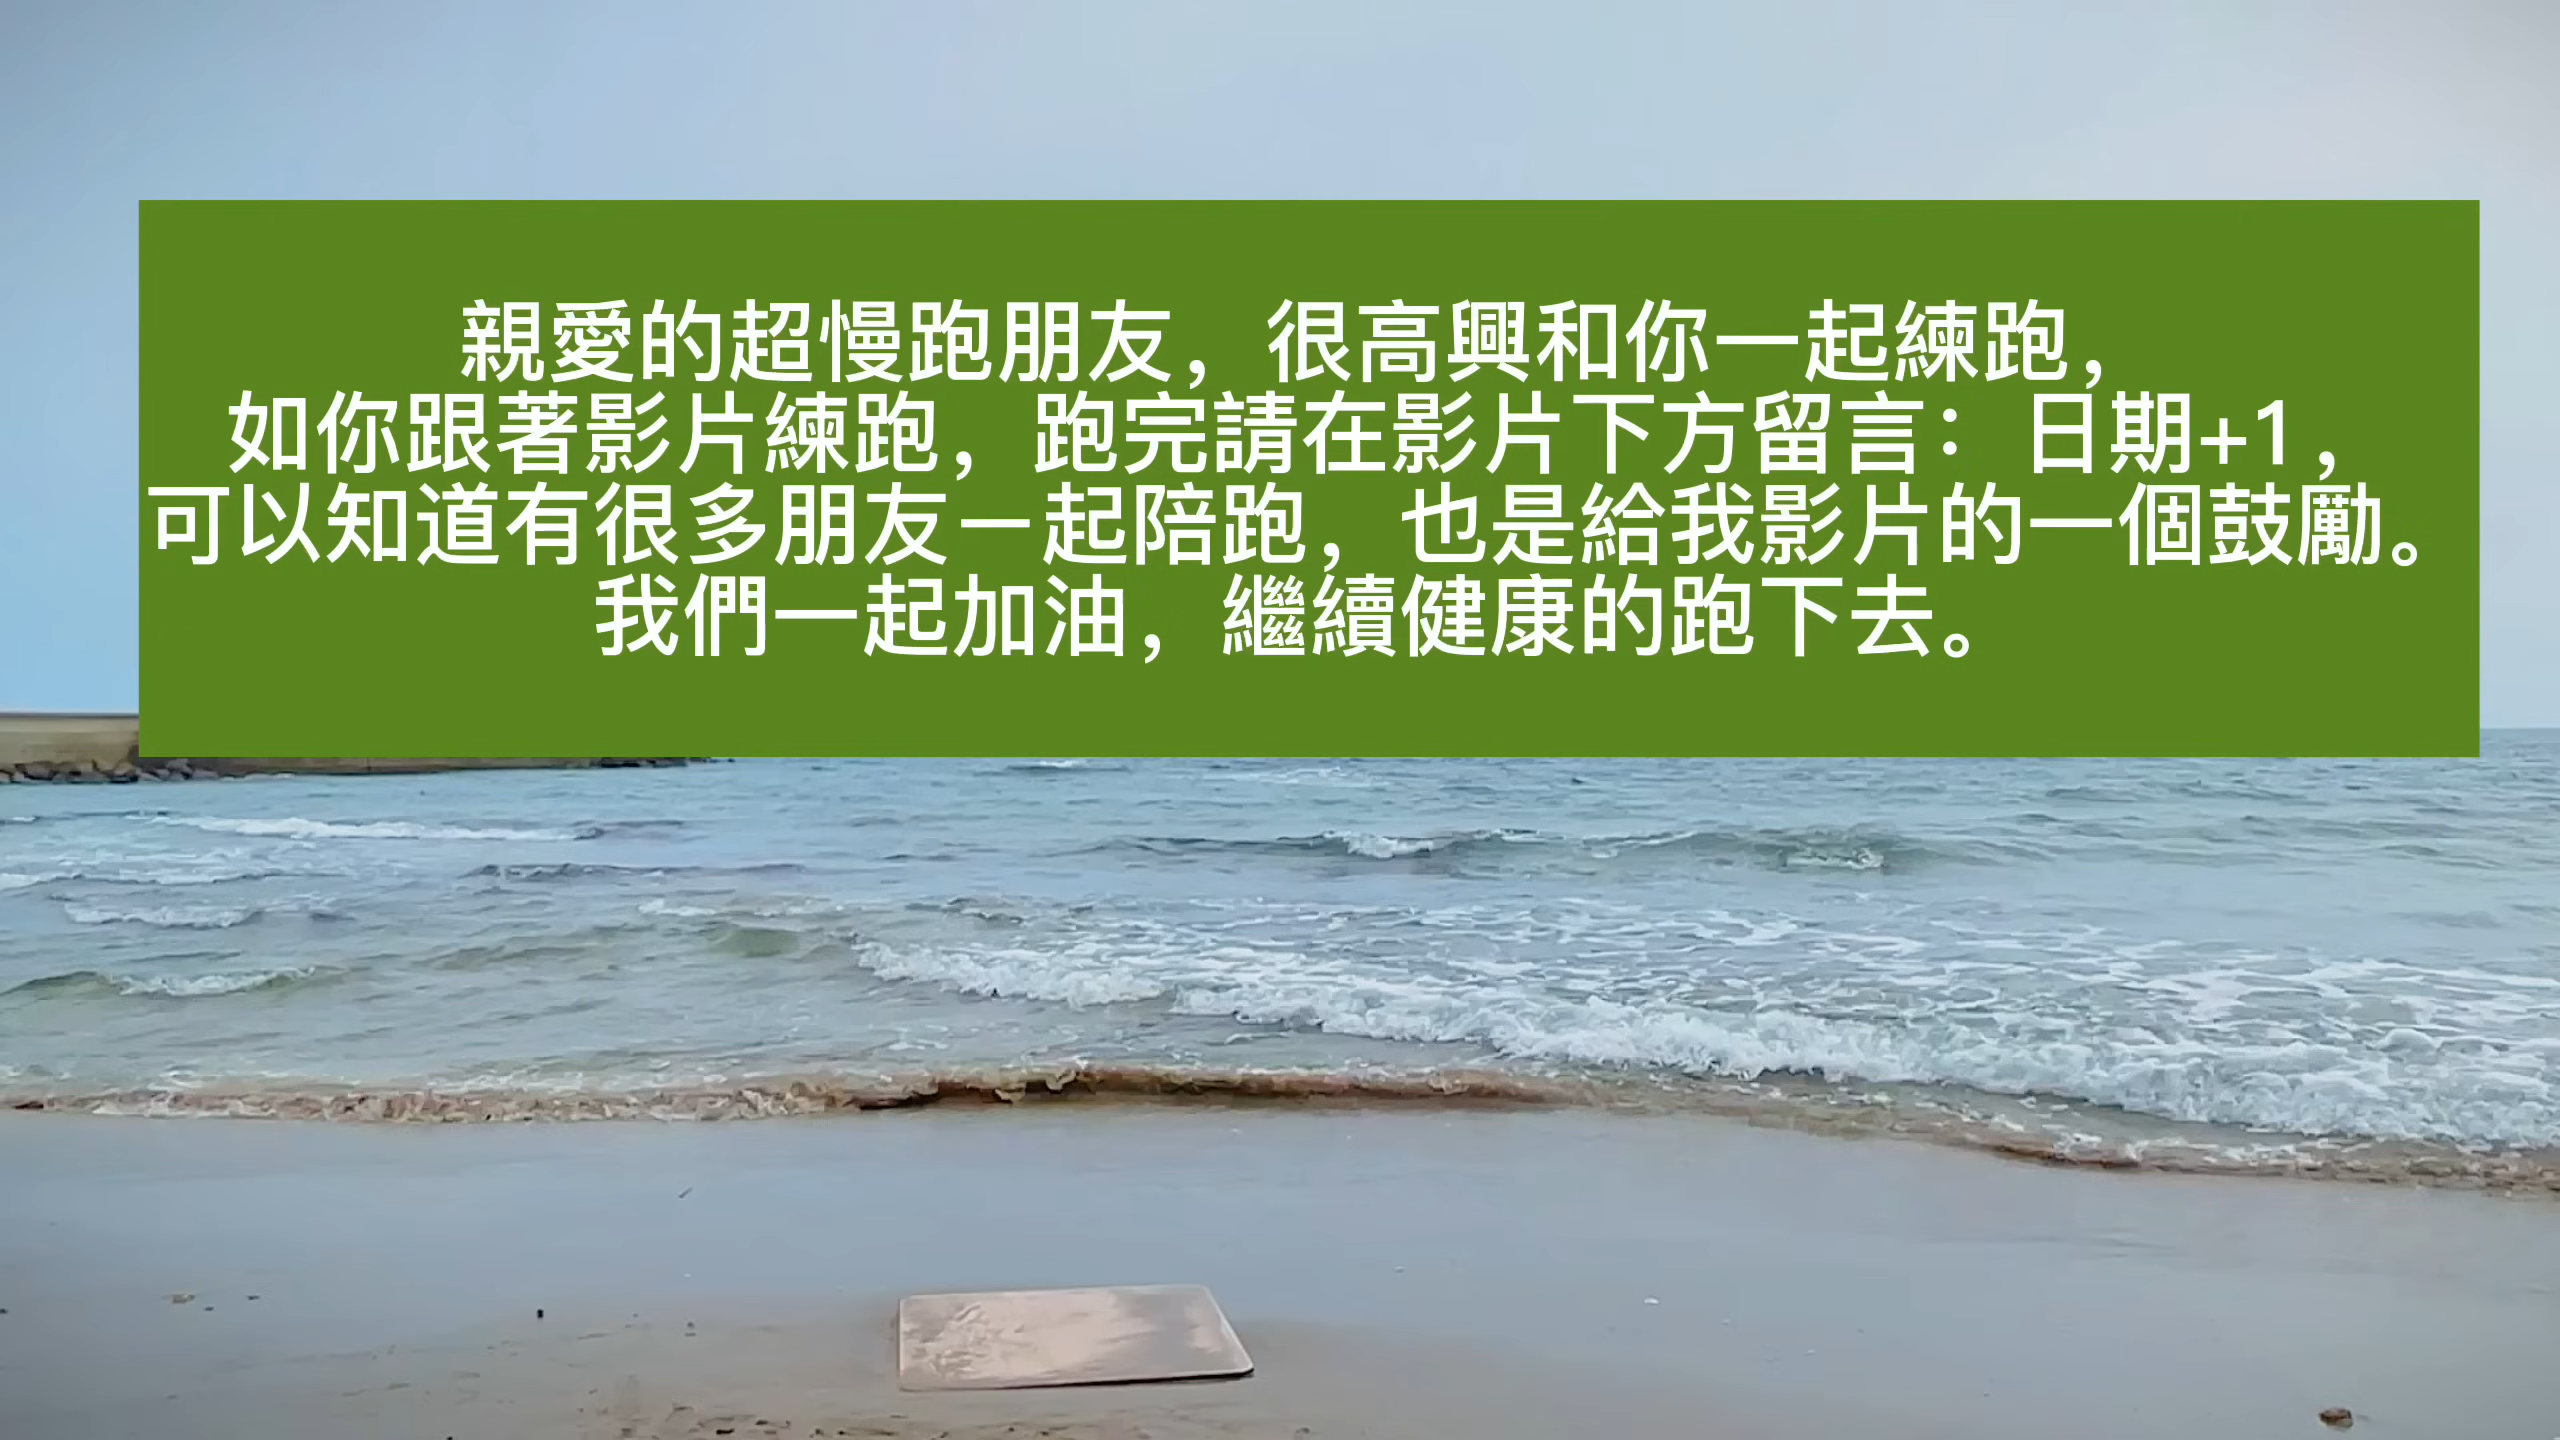 親愛的超慢跑朋友，很高興和你一起練跑，
如你跟著影片練跑，跑完請在影片下方留言：日期+1，
可以知道有很多朋友一起陪跑，也是給我影片的一個鼓勵。
我們一起加油，繼續健康的跑下去。